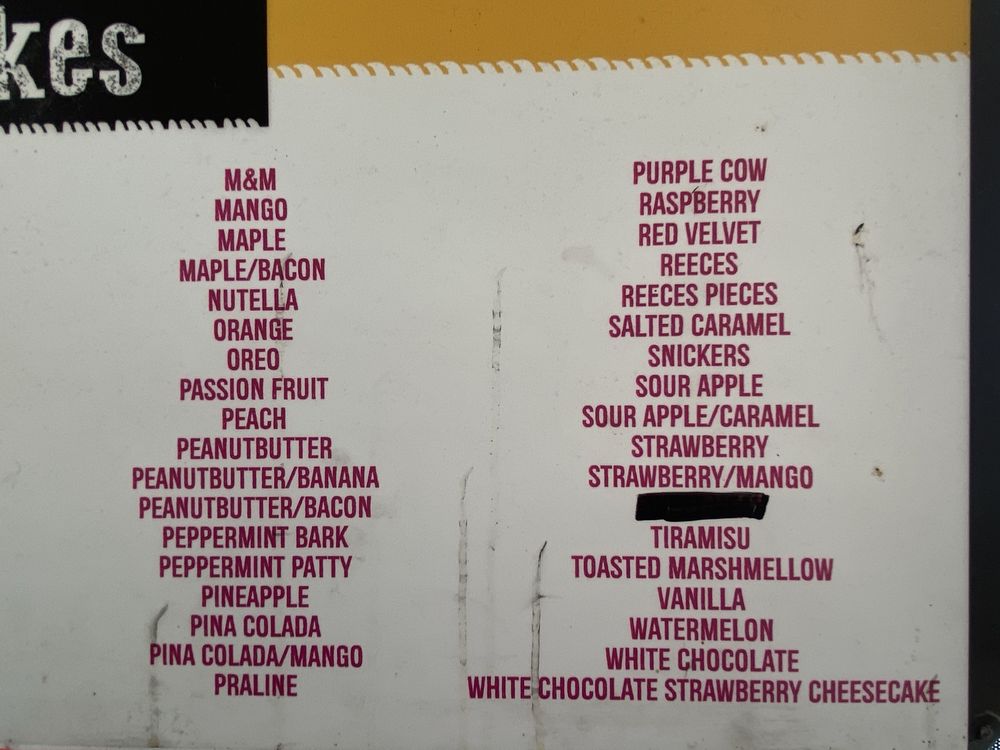 kes
M&M
MANGO
MAPLE
MAPLE/BACON
NUTELLA
ORANGE
OREO
PASSION FRUIT
PEACH
PEANUTBUTTER
PEANUTBUTTER/BANANA
PEANUTBUTTER/BACON
PEPPERMINT BARK
PEPPERMINT PATTY
PINEAPPLE
PINA COLADA
PINA COLADA/MANGO
PRALINE
PURPLE COW
RASPBERRY
RED VELVET
REECES
REECES PIECES
SALTED CARAMEL
SNICKERS
SOUR APPLE
SOUR APPLE/CARAMEL
STRAWBERRY
STRAWBERRY/MANGO
TIRAMISU
TOASTED MARSHMELLOW
VANILLA
WATERMELON
WHITE CHOCOLATE
WHITE CHOCOLATE STRAWBERRY CHEESECAKE